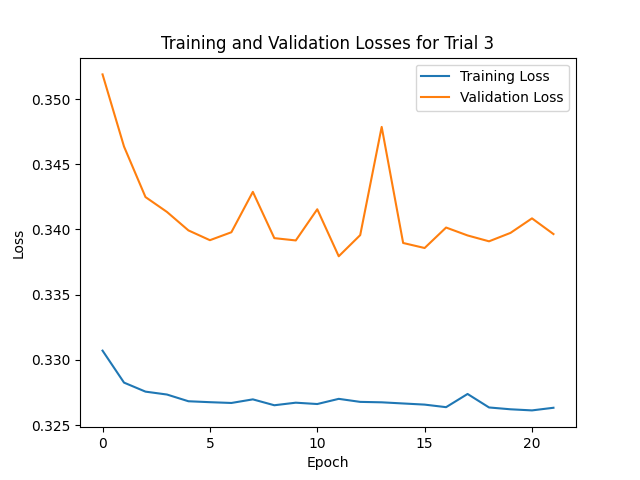 Training and Validation Losses for Trial 3
Training Loss
Validation Loss
0.350
0.345
0.340
0.335
0.330
0.325
Loss
0
5
10
15
20
Epoch